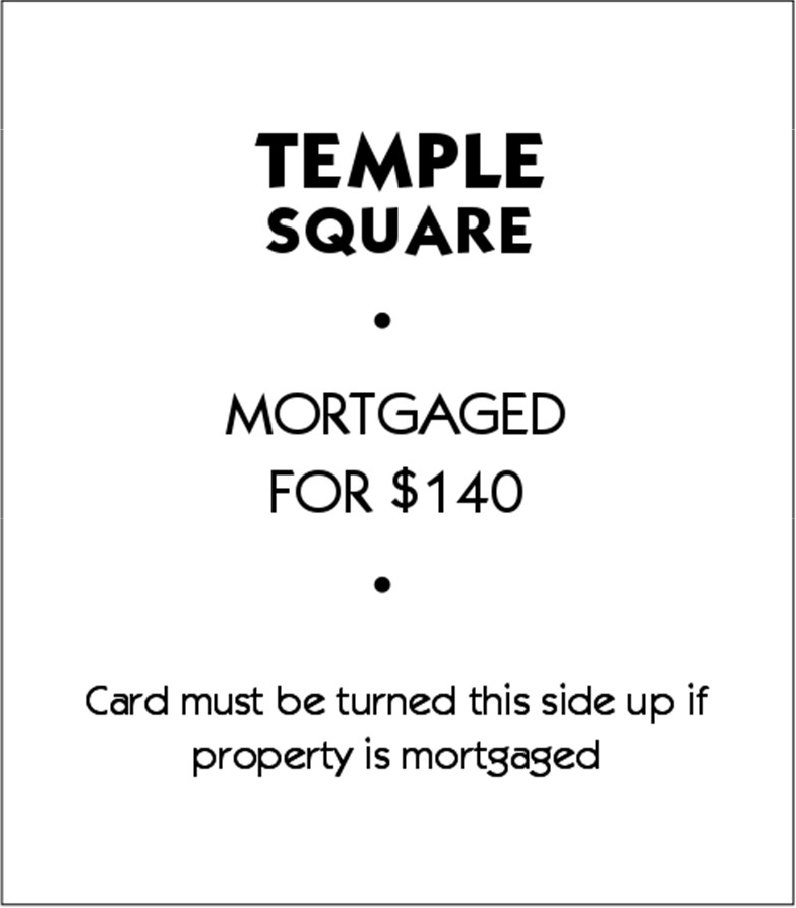 TEMPLE
SQUARE
•
MORTGAGED
FOR $140
•
Card must be turned this side up if
property is mortgaged